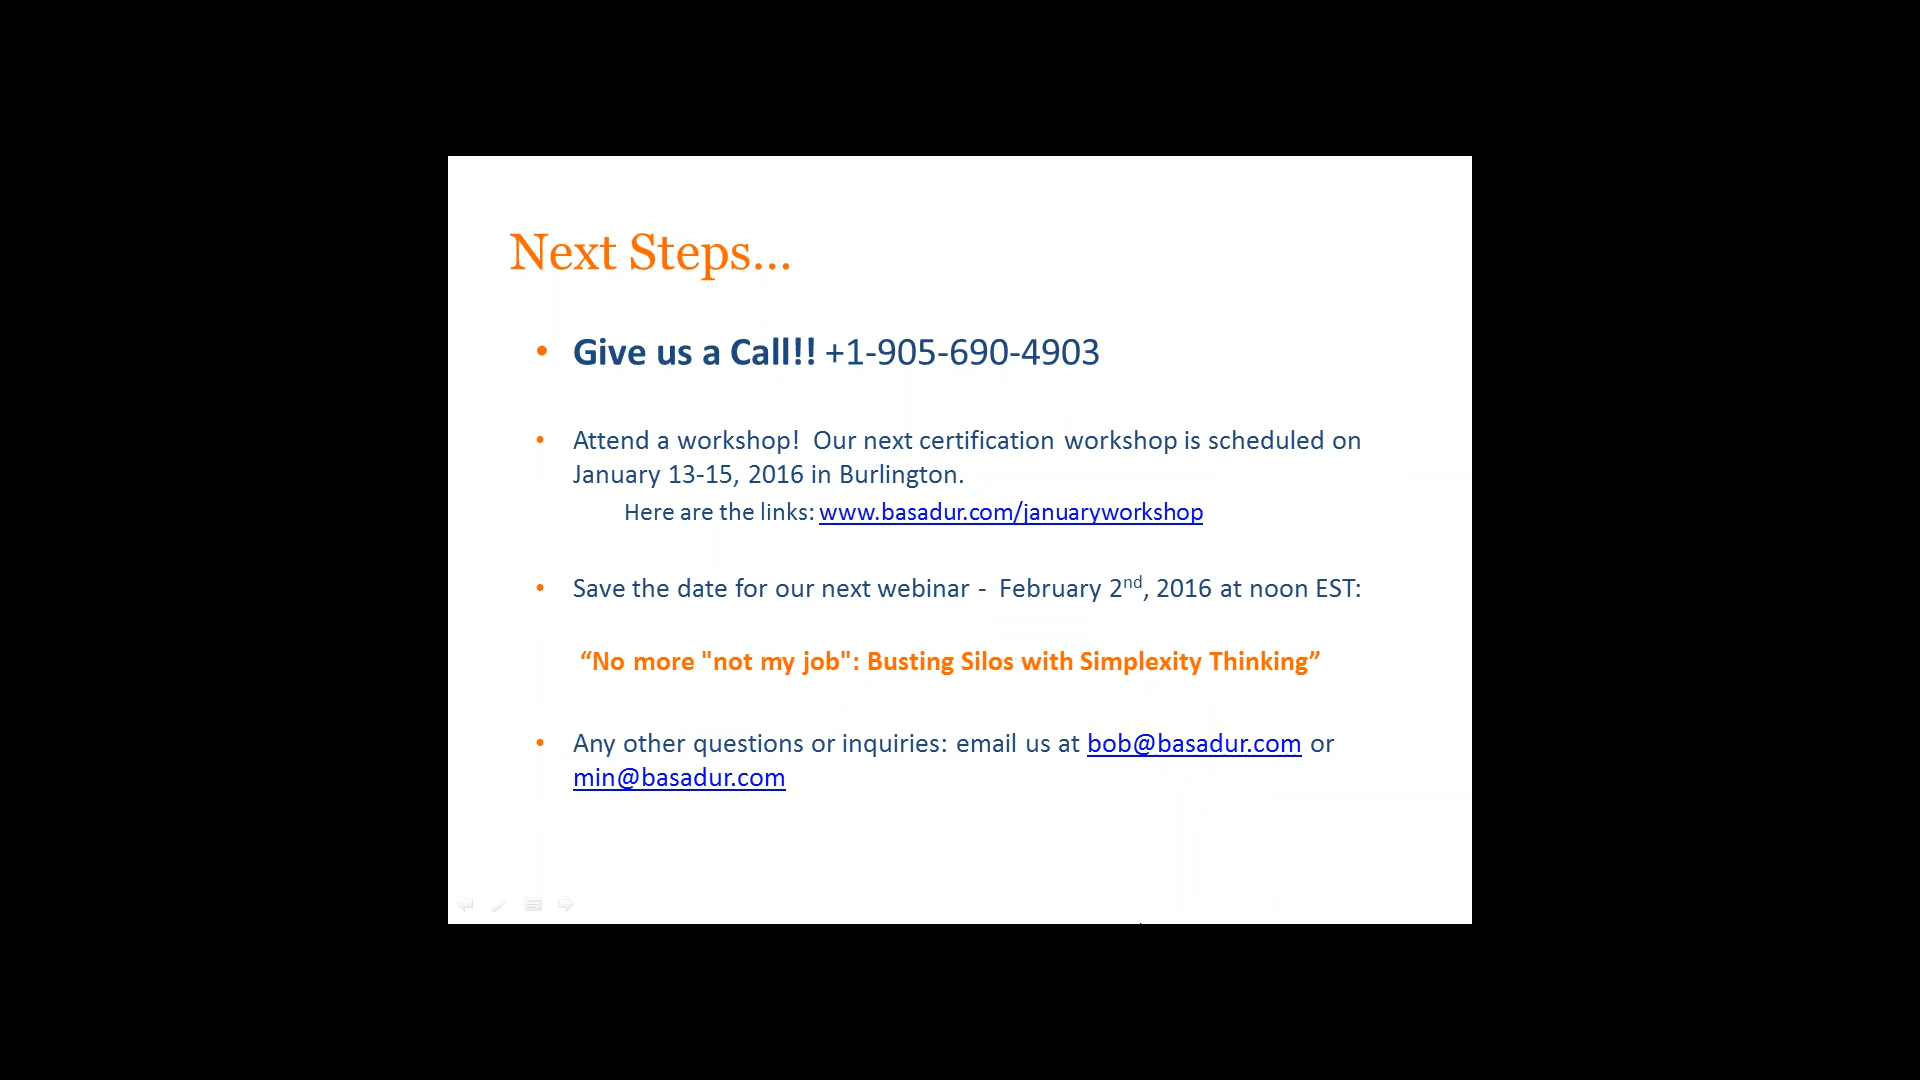 Next Steps...
• Give us a Call!! +1-905-690-4903
• Attend a workshop!  Our next certification workshop is scheduled on
January 13-15, 2016 in Burlington.
Here are the links: www.basadur.com/januaryworkshop
• Save the date for our next webinar -  February 2nd, 2016 at noon EST:
“No more "not my job": Busting Silos with Simplexity Thinking”
• Any other questions or inquiries: email us at bob@basadur.com or
min@basadur.com